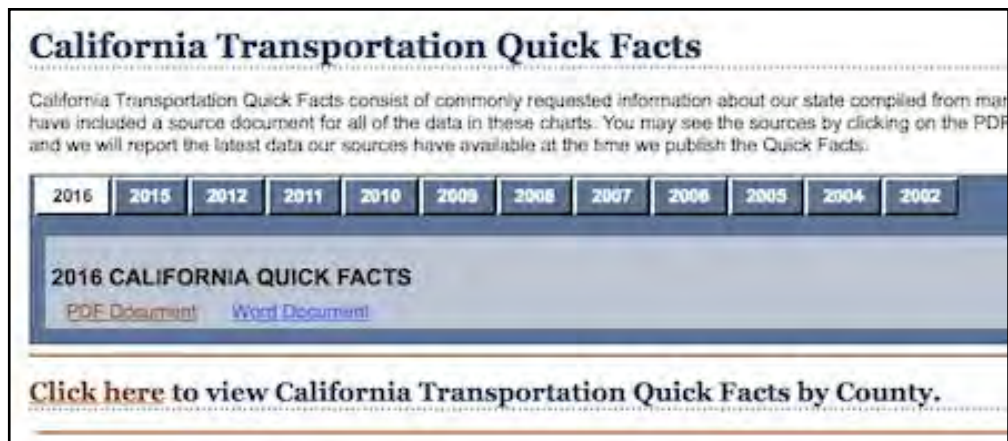 California Transportation Quick Facts
California Transportation Quick Facts consist of commonly requested information about our state compiled from
have included a source document for all of the data in these charts. You may see the sources by clicking on the PDF
and we will report the latest data our sources have available at the time we publish the Quick Facts.
2016 2015 2012 2011 2010 2009 2008 2007 2006 2005 2004 2002
2016 CALIFORNIA QUICK FACTS
PDF Document Word Document
Click here to view California Transportation Quick Facts by County.